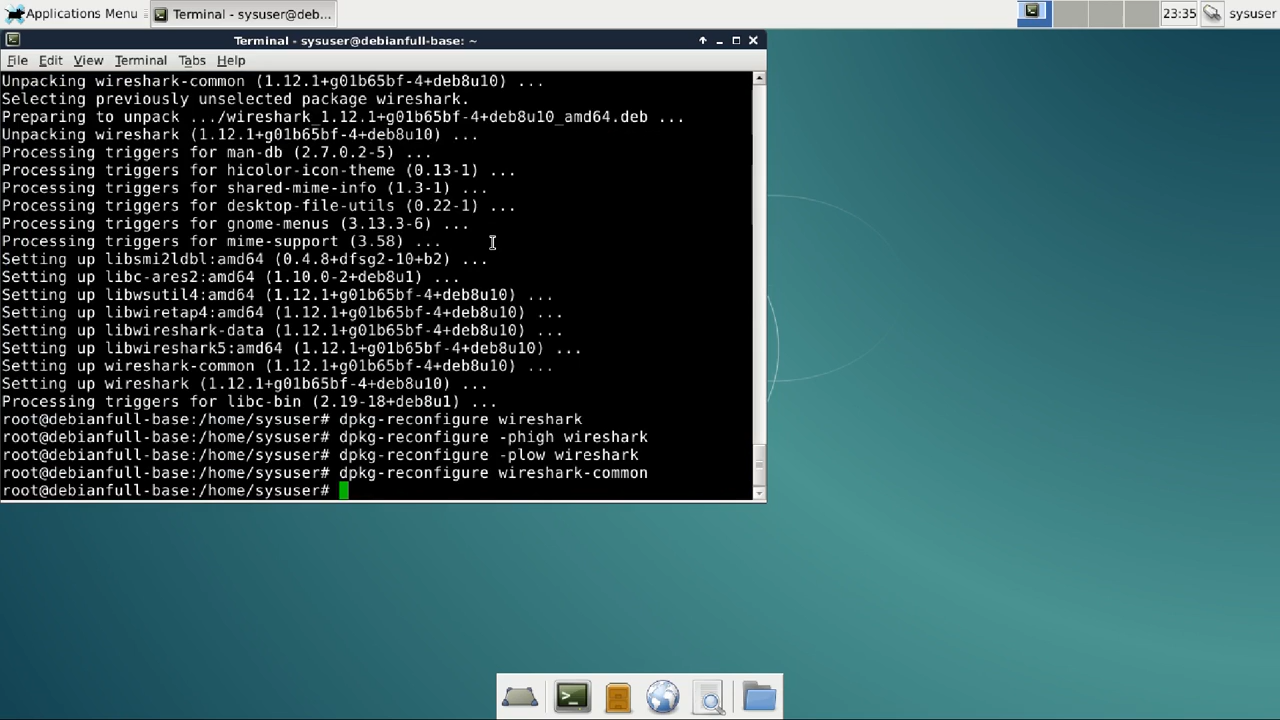 Applications Menu
Terminal - sysuser@deb...
23:35
sysuser
Terminal - sysuser@debianfull-base: ~
File Edit View Terminal Tabs Help
Unpacking wireshark-common (1.12.1+g01b65bf-4+deb8u10) ...
Selecting previously unselected package wireshark.
Preparing to unpack .../wireshark_1.12.1+g01b65bf-4+deb8u10_amd64.deb ...
Unpacking wireshark (1.12.1+g01b65bf-4+deb8u10) ...
Processing triggers for man-db (2.7.0.2-5) ...
Processing triggers for hicolor-icon-theme (0.13-1) ...
Processing triggers for shared-mime-info (1.3-1) ...
Processing triggers for desktop-file-utils (0.22-1) ...
Processing triggers for gnome-menus (3.13.3-6) ...
Processing triggers for mime-support (3.58) ...
Setting up libsmi2ldbl:amd64 (0.4.8+dfsg2-10+b2) ...
Setting up libc-ares2:amd64 (1.10.0-2+deb8u1) ...
Setting up libwsutil4:amd64 (1.12.1+g01b65bf-4+deb8u10) ...
Setting up libwiretap4:amd64 (1.12.1+g01b65bf-4+deb8u10) ...
Setting up libwireshark-data (1.12.1+g01b65bf-4+deb8u10) ...
Setting up libwireshark5:amd64 (1.12.1+g01b65bf-4+deb8u10) ...
Setting up wireshark-common (1.12.1+g01b65bf-4+deb8u10) ...
Setting up wireshark (1.12.1+g01b65bf-4+deb8u10) ...
Processing triggers for libc-bin (2.19-18+deb8u1) ...
root@debianfull-base:/home/sysuser# dpkg-reconfigure wireshark
root@debianfull-base:/home/sysuser# dpkg-reconfigure -phigh wireshark
root@debianfull-base:/home/sysuser# dpkg-reconfigure -plow wireshark
root@debianfull-base:/home/sysuser# dpkg-reconfigure wireshark-common
root@debianfull-base:/home/sysuser#